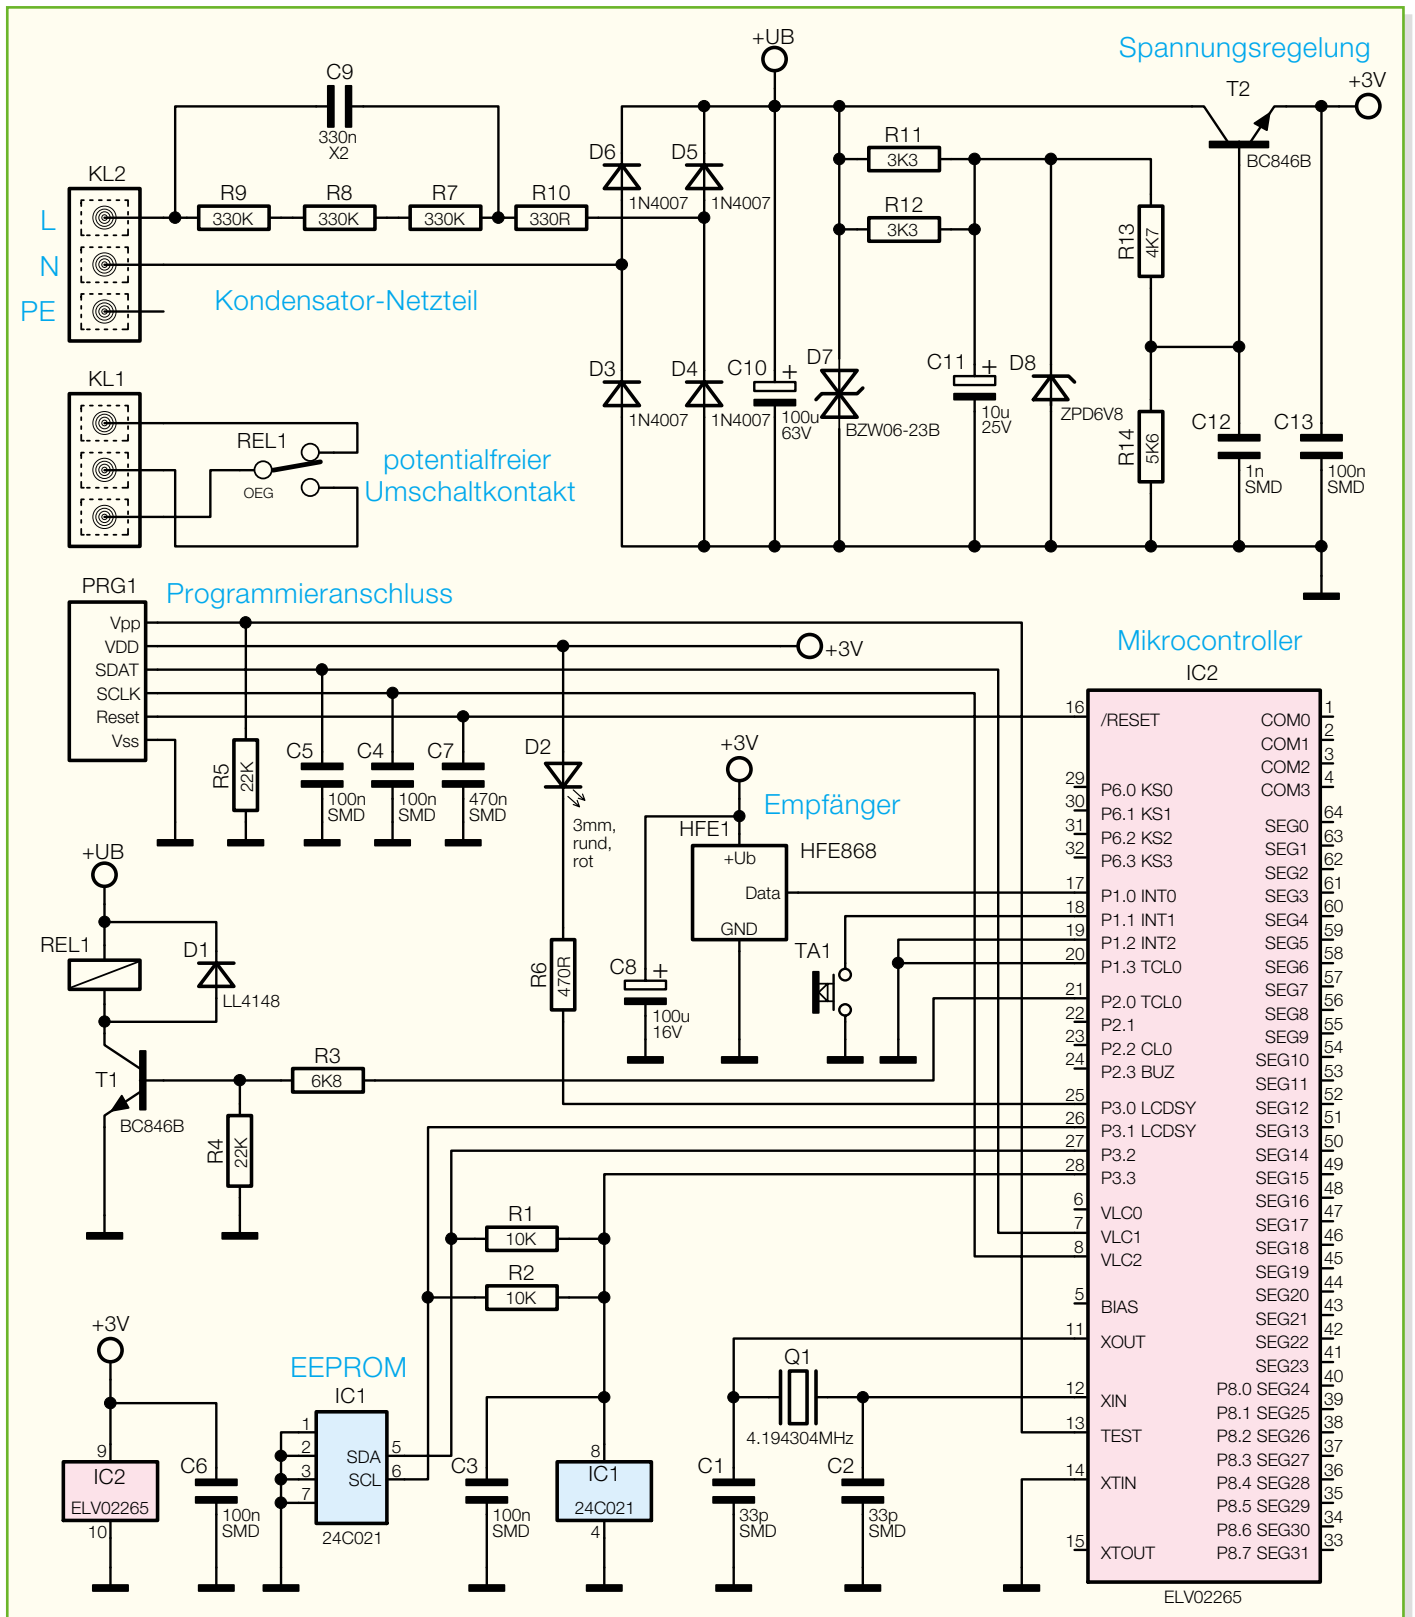 +UB
Spannungsregelung
T2
+3V
BC846B
C9
330n
X2
KL2
L
N
PE
R9
330K
R8
330K
R7
330K
R10
330R
Kondensator-Netzteil
D6
1N4007
D5
1N4007
R11
3K3
R12
3K3
R13
4K7
D3
1N4007
D4
1N4007
C10
+
100u
63V
D7
BZW06-23B
C11
+
10u
25V
D8
ZPD6V8
R14
5K6
C12
1n
SMD
C13
100n
SMD
KL1
REL1
OEG
potentialfreier
Umschaltkontakt
PRG1
Programmieranschluss
Vpp
VDD
SDAT
SCLK
Reset
Vss
+3V
R5
22K
C5
100n
SMD
C4
100n
SMD
C7
470n
SMD
D2
3mm,
rund,
rot
+3V
Empfänger
HFE1
HFE868
+Ub
Data
GND
C8
+
100u
16V
R6
470R
TA1
+UB
REL1
D1
LL4148
T1
BC846B
R3
6K8
R4
22K
R1
10K
R2
10K
+3V
9
IC2
ELV02265
10
C6
100n
SMD
EEPROM
IC1
1
2
3
7
SDA
SCL
5
6
24C021
C3
100n
SMD
8
IC1
24C021
4
Q1
4.194304MHz
C1
33p
SMD
C2
33p
SMD
Mikrocontroller
IC2
16 /RESET
29 P6.0 KS0
30 P6.1 KS1
31 P6.2 KS2
32 P6.3 KS3
17 P1.0 INT0
18 P1.1 INT1
19 P1.2 INT2
20 P1.3 TCL0
21 P2.0 TCL0
22 P2.1
23 P2.2 CL0
24 P2.3 BUZ
25 P3.0 LCDSY
26 P3.1 LCDSY
27 P3.2
28 P3.3
6 VLC0
7 VLC1
8 VLC2
5 BIAS
11 XOUT
12 XIN
13 TEST
14 XTIN
15 XTOUT
COM0 1
COM1 2
COM2 3
COM3 4
SEG0 64
SEG1 63
SEG2 62
SEG3 61
SEG4 60
SEG5 59
SEG6 58
SEG7 57
SEG8 56
SEG9 55
SEG10 54
SEG11 53
SEG12 52
SEG13 51
SEG14 50
SEG15 49
SEG16 48
SEG17 47
SEG18 46
SEG19 45
SEG20 44
SEG21 43
SEG22 42
SEG23 41
P8.0 SEG24 40
P8.1 SEG25 39
P8.2 SEG26 38
P8.3 SEG27 37
P8.4 SEG28 36
P8.5 SEG29 35
P8.6 SEG30 34
P8.7 SEG31 33
ELV02265